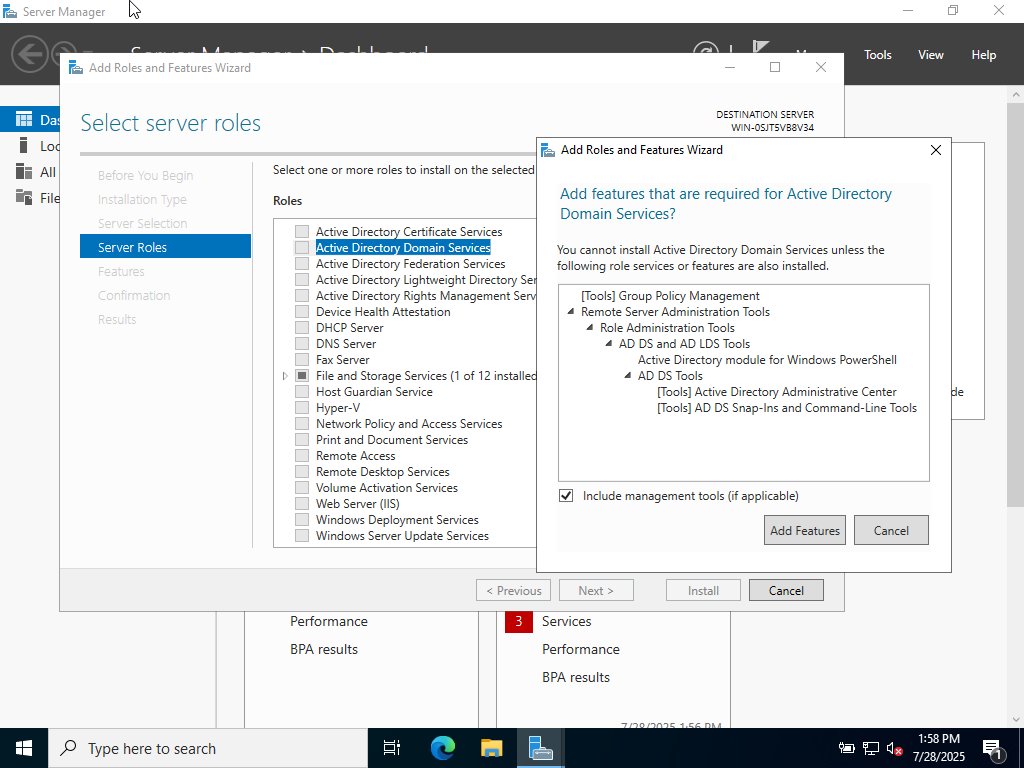 Server Manager
Server Manager › Dashboard
Tools
View
Help
Add Roles and Features Wizard
Select server roles
DESTINATION SERVER
WIN-0SJT5VB8V34
Before You Begin
Installation Type
Server Selection
Server Roles
Features
Confirmation
Results
Select one or more roles to install on the selected
Roles
Active Directory Certificate Services
Active Directory Domain Services
Active Directory Federation Services
Active Directory Lightweight Directory Ser
Active Directory Rights Management Serv
Device Health Attestation
DHCP Server
DNS Server
Fax Server
File and Storage Services (1 of 12 installed
Host Guardian Service
Hyper-V
Network Policy and Access Services
Print and Document Services
Remote Access
Remote Desktop Services
Volume Activation Services
Web Server (IIS)
Windows Deployment Services
Windows Server Update Services
< Previous
Next >
Install
Cancel
Add Roles and Features Wizard
Add features that are required for Active Directory
Domain Services?
You cannot install Active Directory Domain Services unless the
following role services or features are also installed.
[Tools] Group Policy Management
Remote Server Administration Tools
Role Administration Tools
AD DS and AD LDS Tools
Active Directory module for Windows PowerShell
AD DS Tools
[Tools] Active Directory Administrative Center
[Tools] AD DS Snap-Ins and Command-Line Tools
Include management tools (if applicable)
Add Features
Cancel
Das
Loc
All
File
de
Performance
BPA results
3 Services
Performance
BPA results
7/28/2025 1:56 PM
Type here to search
1:58 PM
7/28/2025
1